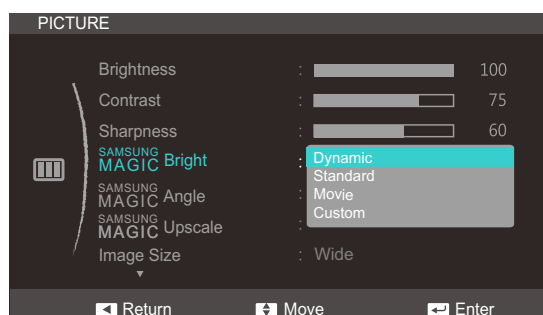 PICTURE
Brightness : 100
Contrast : 75
Sharpness : 60
SAMSUNG MAGIC Bright : Dynamic
Standard
SAMSUNG MAGIC Angle : Movie
Custom
SAMSUNG MAGIC Upscale :
Image Size : Wide
Return Move Enter